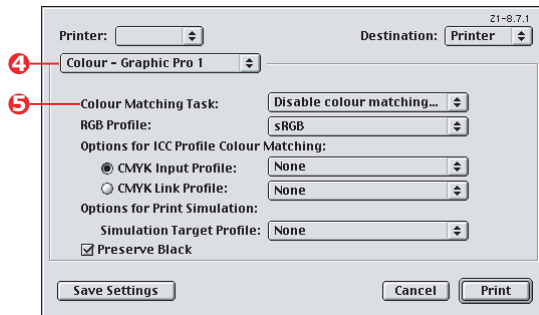 Z1-8.7.1
Printer: Destination: Printer
4 Colour - Graphic Pro 1
5 Colour Matching Task: Disable colour matching...
RGB Profile: sRGB
Options for ICC Profile Colour Matching:
CMYK Input Profile: None
CMYK Link Profile: None
Options for Print Simulation:
Simulation Target Profile: None
Preserve Black
Save Settings Cancel Print